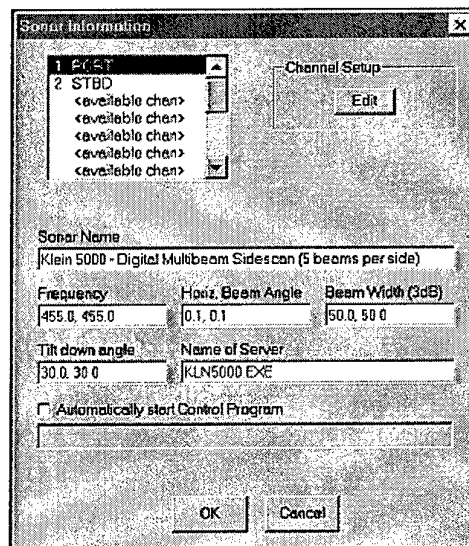 Sonar Information
1 PORT
2 STBD
<available chan>
<available chan>
<available chan>
<available chan>
<available chan>
Channel Setup
Edit
Sonar Name
Klein 5000 - Digital Multibeam Sidescan (5 beams per side)
Frequency
Horiz. Beam Angle
Beam Width (3dB)
455.0, 455.0
0.1, 0.1
50.0, 50.0
Tilt down angle
Name of Server
30.0, 30.0
KLN5000.EXE
Automatically start Control Program
OK
Cancel